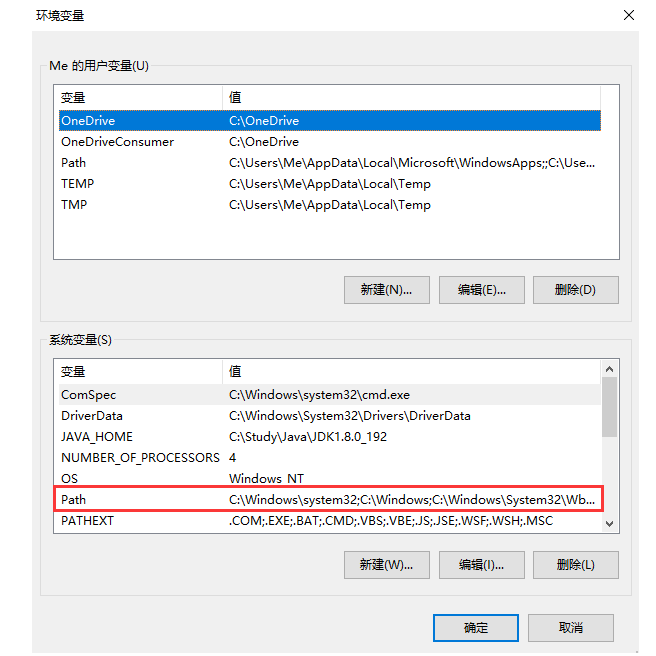 环境变量
Me 的用户变量(U)
变量 值
OneDrive C:\OneDrive
OneDriveConsumer C:\OneDrive
Path C:\Users\Me\AppData\Local\Microsoft\WindowsApps;;C:\Use...
TEMP C:\Users\Me\AppData\Local\Temp
TMP C:\Users\Me\AppData\Local\Temp
新建(N)... 编辑(E)... 删除(D)
系统变量(S)
变量 值
ComSpec C:\Windows\system32\cmd.exe
DriverData C:\Windows\System32\Drivers\DriverData
JAVA_HOME C:\Study\Java\JDK1.8.0_192
NUMBER_OF_PROCESSORS 4
OS Windows_NT
Path C:\Windows\system32;C:\Windows;C:\Windows\System32\Wb...
PATHEXT .COM;.EXE;.BAT;.CMD;.VBS;.VBE;.JS;.JSE;.WSF;.WSH;.MSC
新建(W)... 编辑(I)... 删除(L)
确定 取消